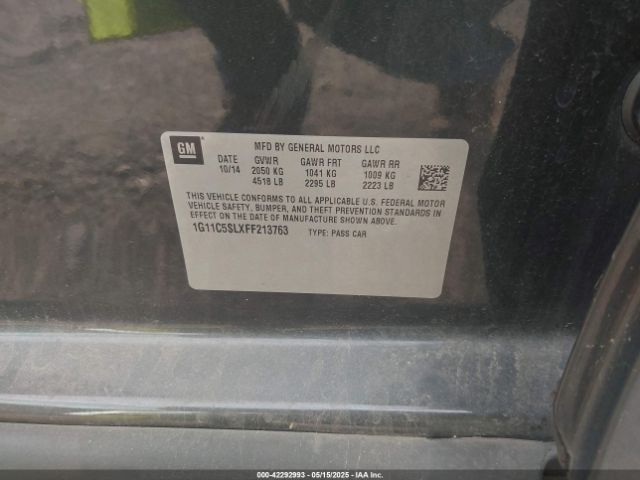 GM
MFD BY GENERAL MOTORS LLC
DATE GVWR GAWR FRT GAWR RR
10/14 2050 KG 1041 KG 1009 KG
4518 LB 2295 LB 2223 LB
THIS VEHICLE CONFORMS TO ALL APPLICABLE U.S. FEDERAL MOTOR
VEHICLE SAFETY, BUMPER, AND THEFT PREVENTION STANDARDS IN
EFFECT ON THE DATE OF MANUFACTURE SHOWN ABOVE.
1G11C5SLXFF213763 TYPE: PASS CAR
000-42292993 - 05/15/2025 - IAA Inc.